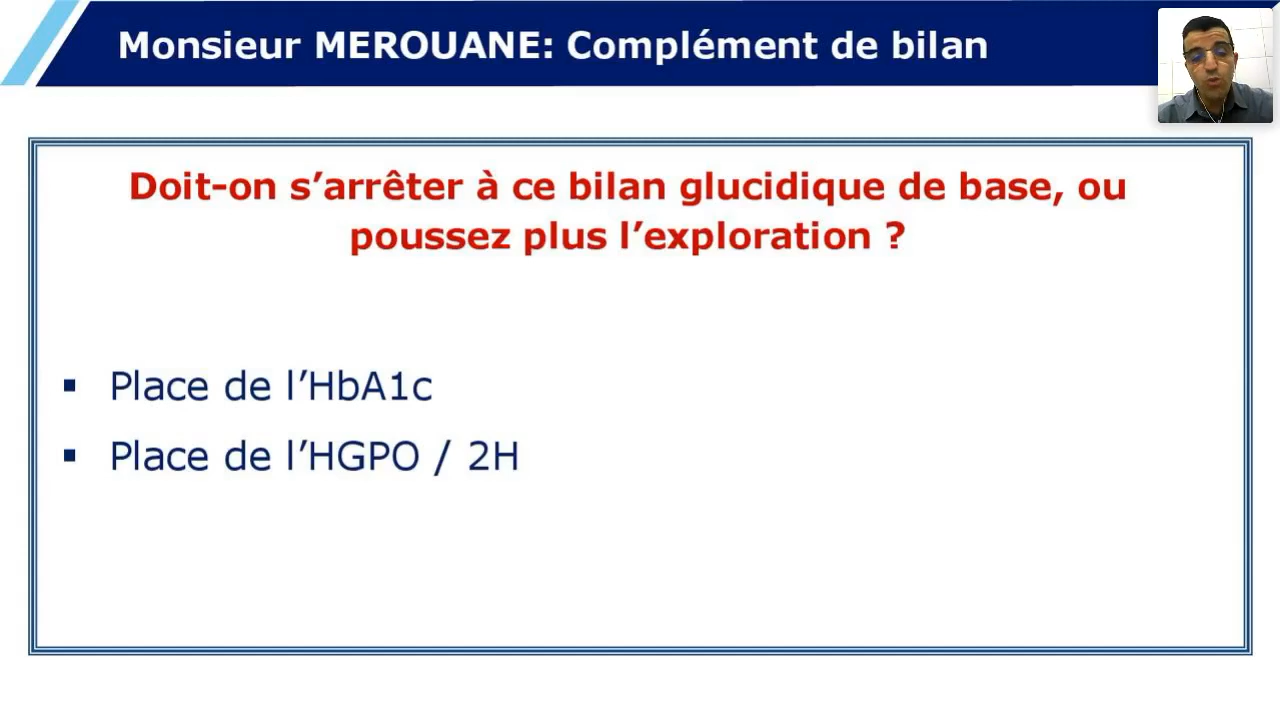 Monsieur MEROUANE: Complément de bilan
Doit-on s’arrêter à ce bilan glucidique de base, ou
poussez plus l’exploration ?
▪ Place de l’HbA1c
▪ Place de l’HGPO / 2H